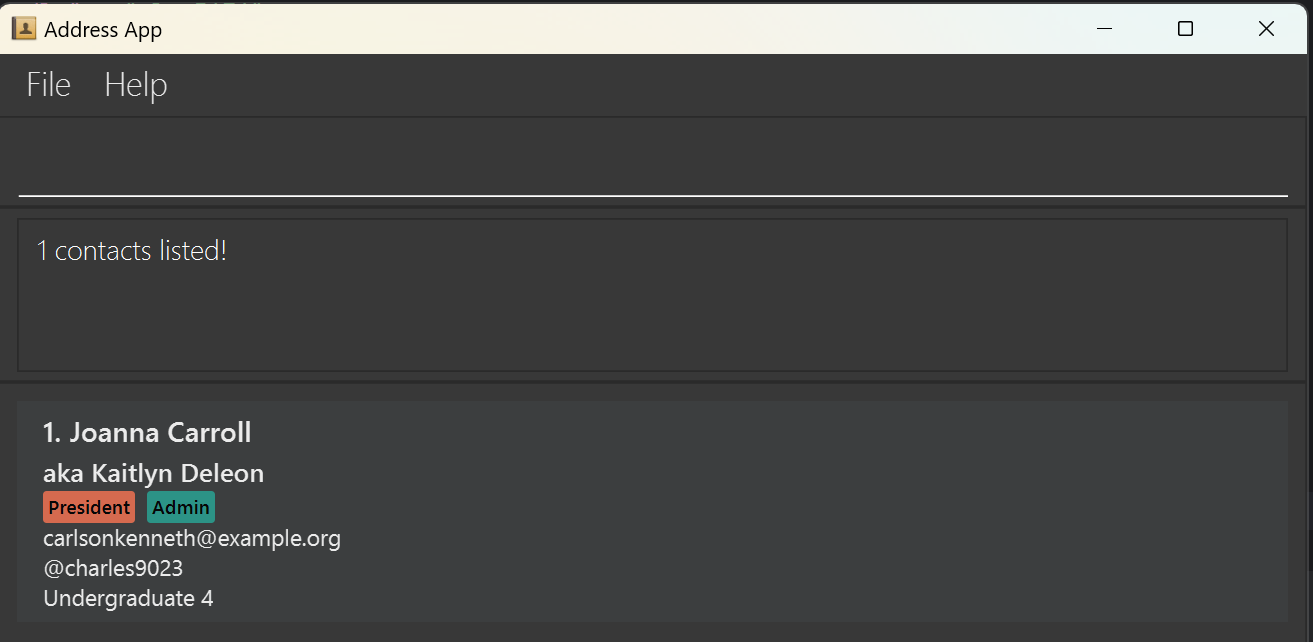 Address App
File Help
1 contacts listed!
1. Joanna Carroll
aka Kaitlyn Deleon
President Admin
carlsonkenneth@example.org
@charles9023
Undergraduate 4